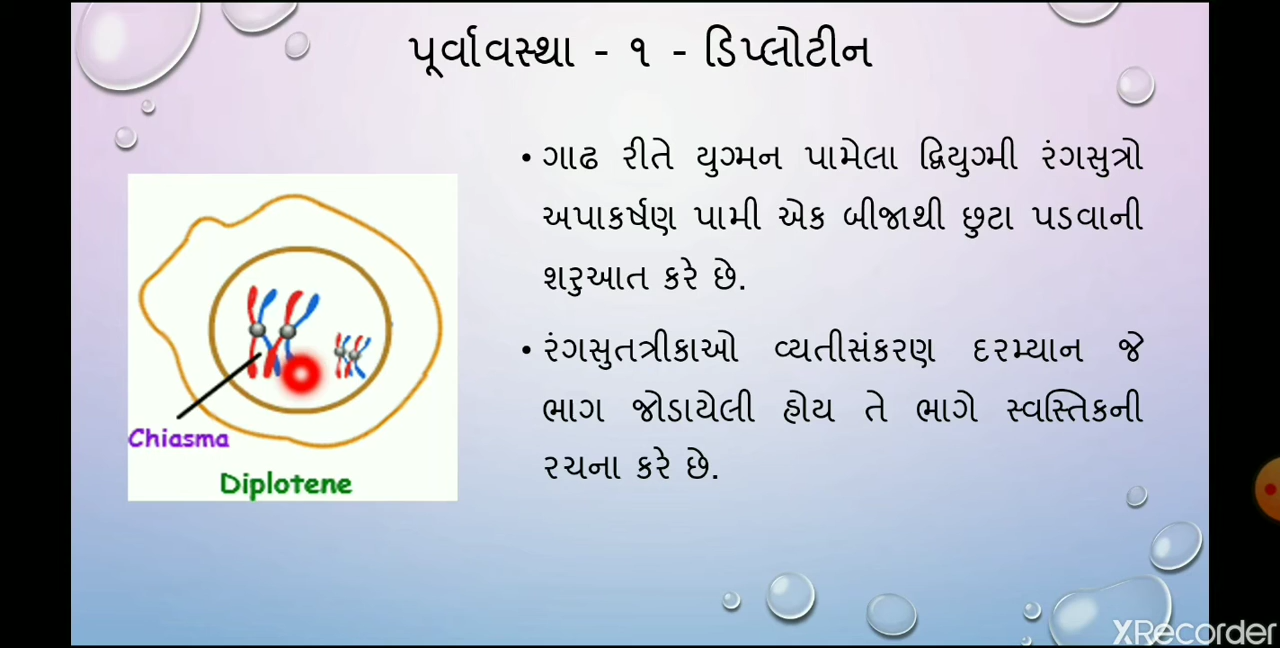 પૂર્વાવસ્થા - ૧ - ડિપ્લોટીન
• ગાઢ રીતે યુગ્મન પામેલા દ્વિયુગ્મી રંગસુત્રો
અપાકર્ષણ પામી એક બીજાથી છુટા પડવાની
શરુઆત કરે છે.
• રંગસુતત્રીકાઓ વ્યતીસંકરણ દરમ્યાન જે
ભાગ જોડાયેલી હોય તે ભાગે સ્વસ્તિકની
રચના કરે છે.
Chiasma
Diplotene
XRecorder